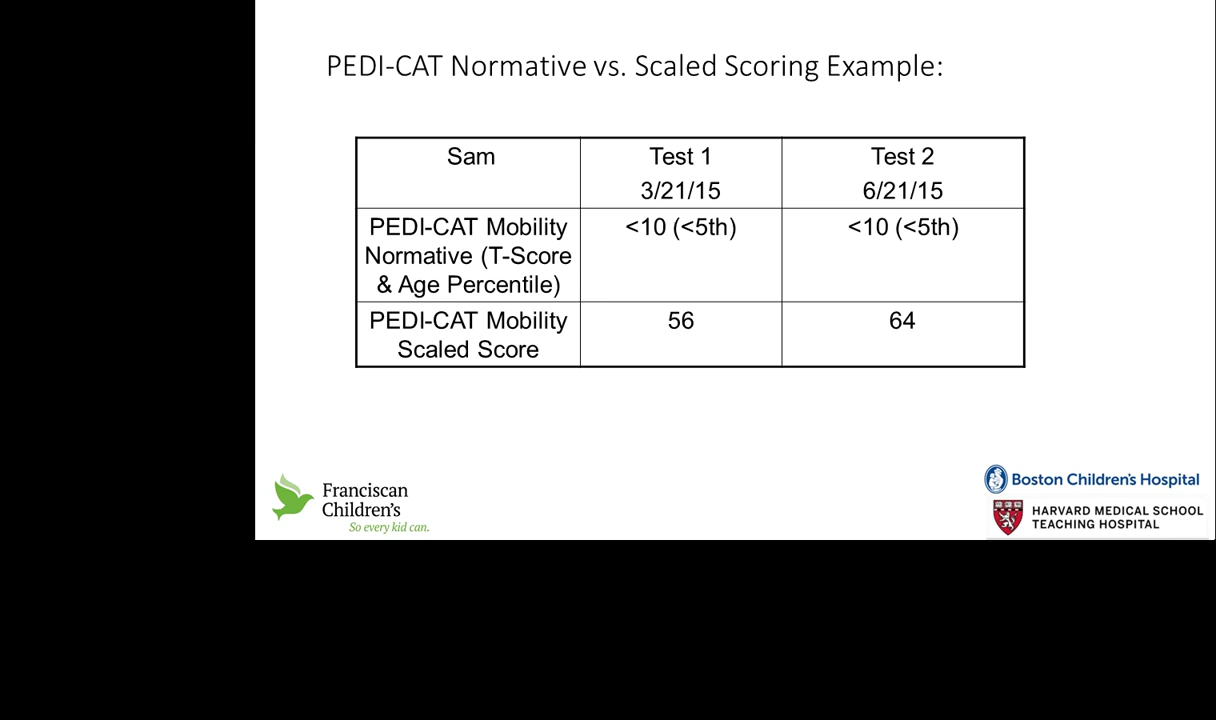 PEDI-CAT Normative vs. Scaled Scoring Example:
Sam
Test 1
3/21/15
Test 2
6/21/15
PEDI-CAT Mobility
Normative (T-Score
& Age Percentile)
<10 (<5th)
<10 (<5th)
PEDI-CAT Mobility
Scaled Score
56
64
Franciscan
Children's
So every kid can.
Boston Children's Hospital
HARVARD MEDICAL SCHOOL
TEACHING HOSPITAL